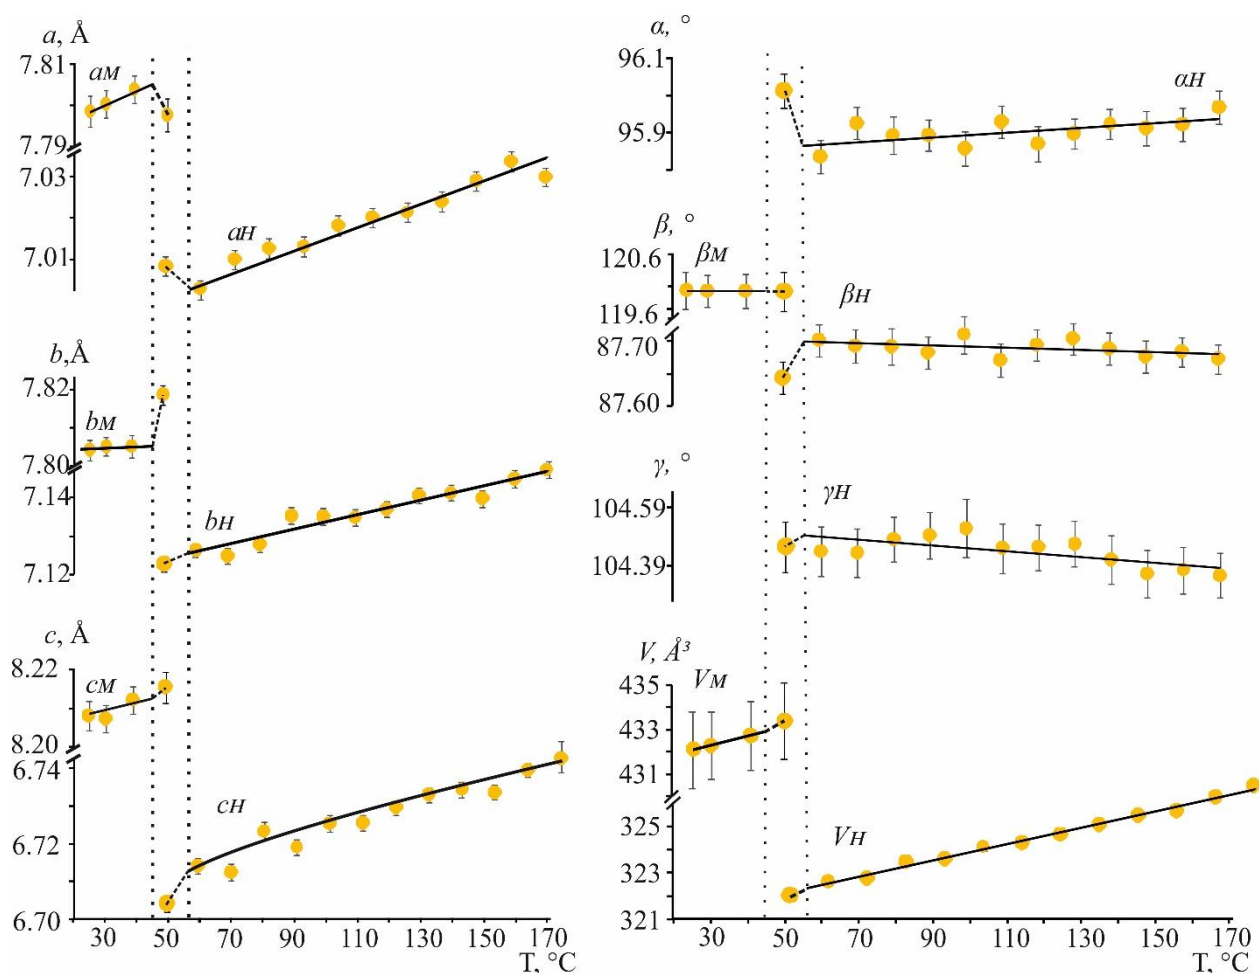 a, Å
7.81
aM
7.79
7.03
aH
7.01
b,Å
7.82
bM
7.80
7.14
bH
7.12
c, Å
8.22
cM
8.20
6.74
cH
6.72
6.70
30 50 70 90 110 130 150 170
T, °C
α, °
96.1
αH
95.9
β, °
120.6
βM
119.6
βH
87.70
87.60
γ, °
γH
104.59
104.39
V, Å³
435
VM
433
431
325
VH
322
321
30 50 70 90 110 130 150 170
T, °C